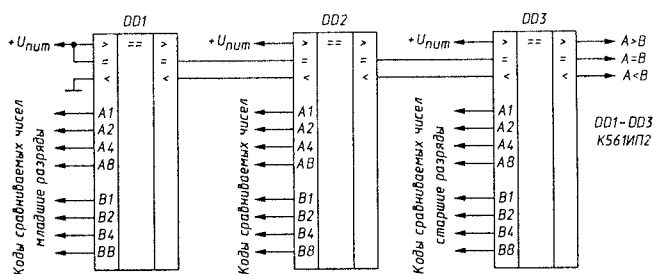 DD1
DD2
DD3
+Uпит
> == >
= =
< <
+Uпит
> == >
= =
< <
+Uпит
> == >
= =
< <
A>B
A=B
A<B
Коды сравниваемых чисел
младшие разряды
A1
A2
A4
A8
B1
B2
B4
B8
Коды сравниваемых чисел
A1
A2
A4
A8
B1
B2
B4
B8
Коды сравниваемых чисел
старшие разряды
A1
A2
A4
A8
B1
B2
B4
B8
DD1-DD3
К561ИП2